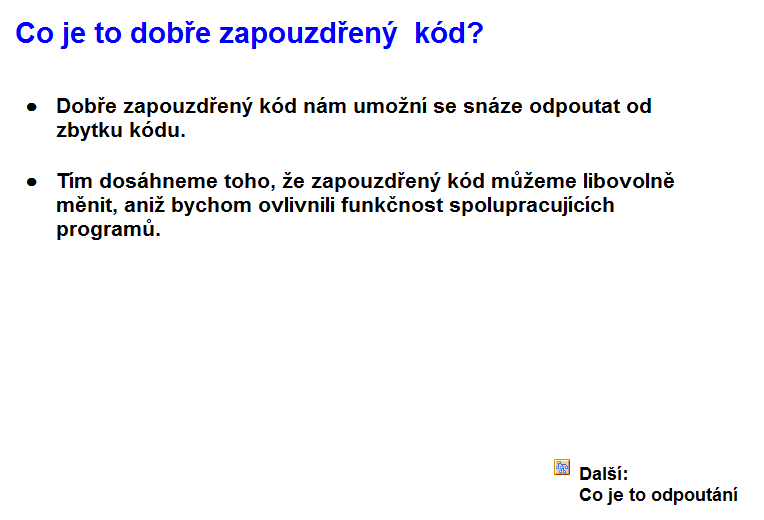 Co je to dobře zapouzdřený  kód?
● Dobře zapouzdřený kód nám umožní se snáze odpoutat od
zbytku kódu.
● Tím dosáhneme toho, že zapouzdřený kód můžeme libovolně
měnit, aniž bychom ovlivnili funkčnost spolupracujících
programů.
Další:
Co je to odpoutání